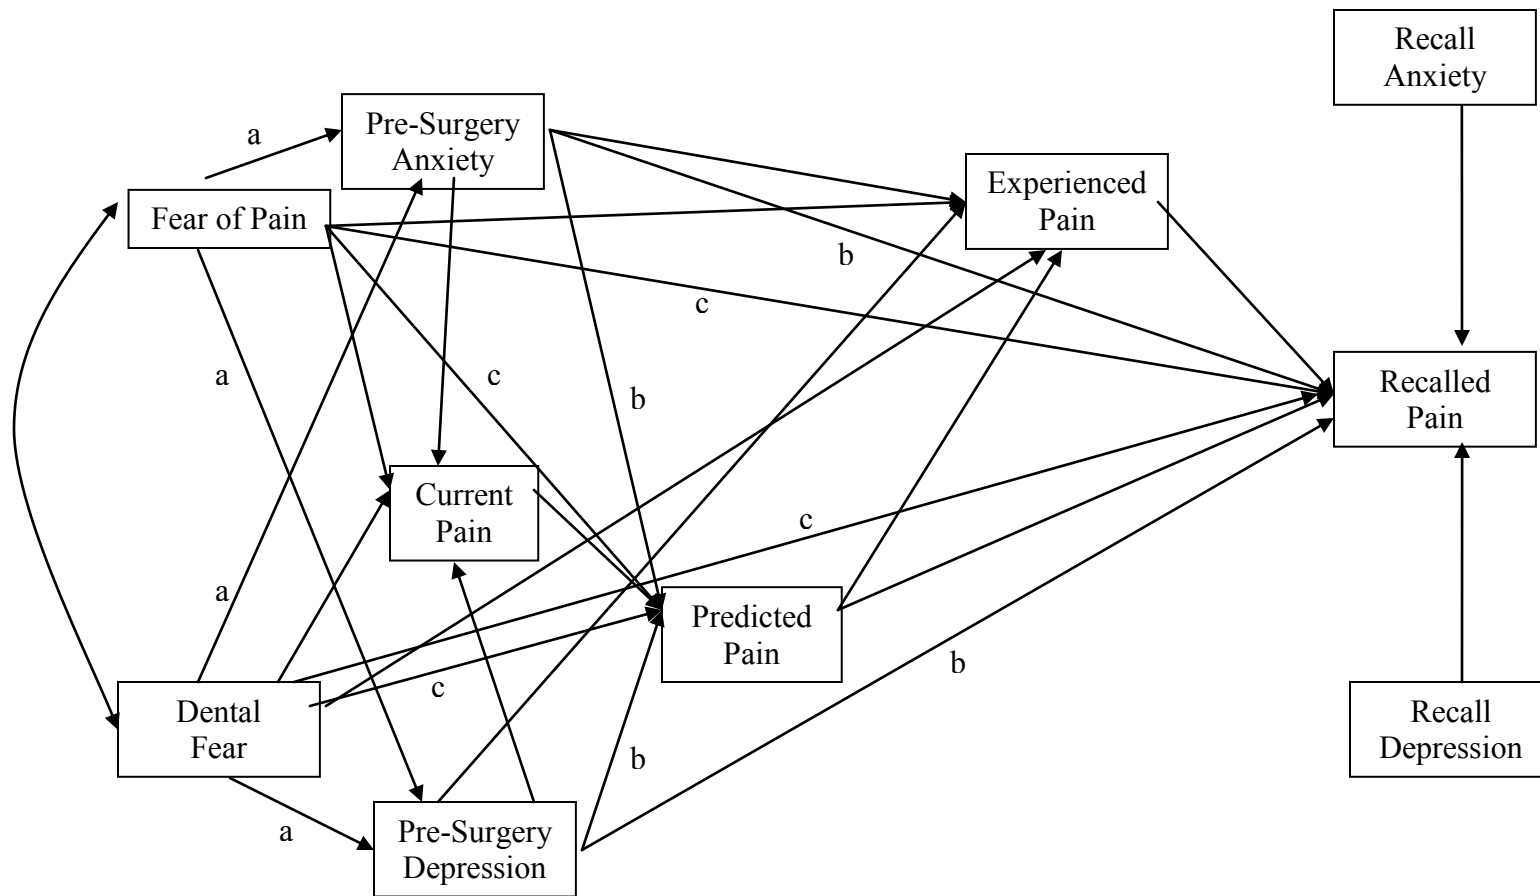 Recall
Anxiety
Pre-Surgery
Anxiety
a
Experienced
Pain
Fear of Pain
b
c
Recalled
Pain
a
c
b
Current
Pain
c
a
Predicted
Pain
b
c
Dental
Fear
Recall
Depression
b
a
Pre-Surgery
Depression